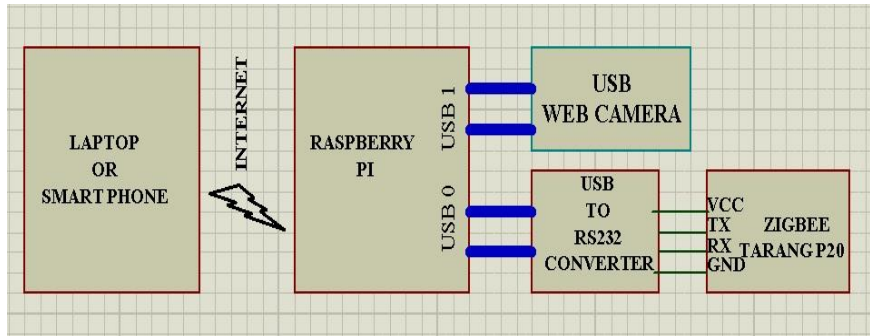 LAPTOP
OR
SMART PHONE
INTERNET
RASPBERRY
PI
USB 1
USB 0
USB
WEB CAMERA
USB
TO
RS232
CONVERTER
VCC
TX
RX
GND
ZIGBEE
TARANG P20